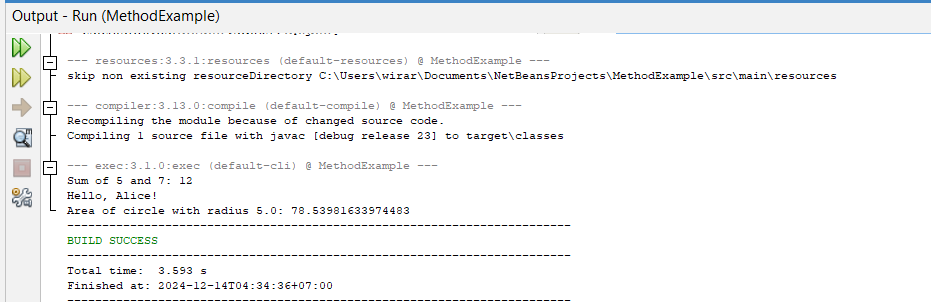 Output - Run (MethodExample)
--- resources:3.3.1:resources (default-resources) @ MethodExample ---
skip non existing resourceDirectory C:\Users\wirar\Documents\NetBeansProjects\MethodExample\src\main\resources
--- compiler:3.13.0:compile (default-compile) @ MethodExample ---
Recompiling the module because of changed source code.
Compiling 1 source file with javac [debug release 23] to target\classes
--- exec:3.1.0:exec (default-cli) @ MethodExample ---
Sum of 5 and 7: 12
Hello, Alice!
Area of circle with radius 5.0: 78.53981633974483
------------------------------------------------------------------------
BUILD SUCCESS
------------------------------------------------------------------------
Total time:  3.593 s
Finished at: 2024-12-14T04:34:36+07:00
------------------------------------------------------------------------